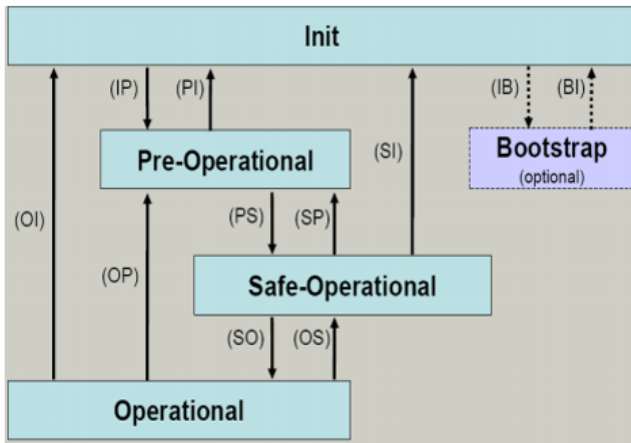 Init
(IP)
(PI)
(IB)
(BI)
Pre-Operational
Bootstrap
(optional)
(SI)
(OI)
(PS)
(SP)
(OP)
Safe-Operational
(SO)
(OS)
Operational